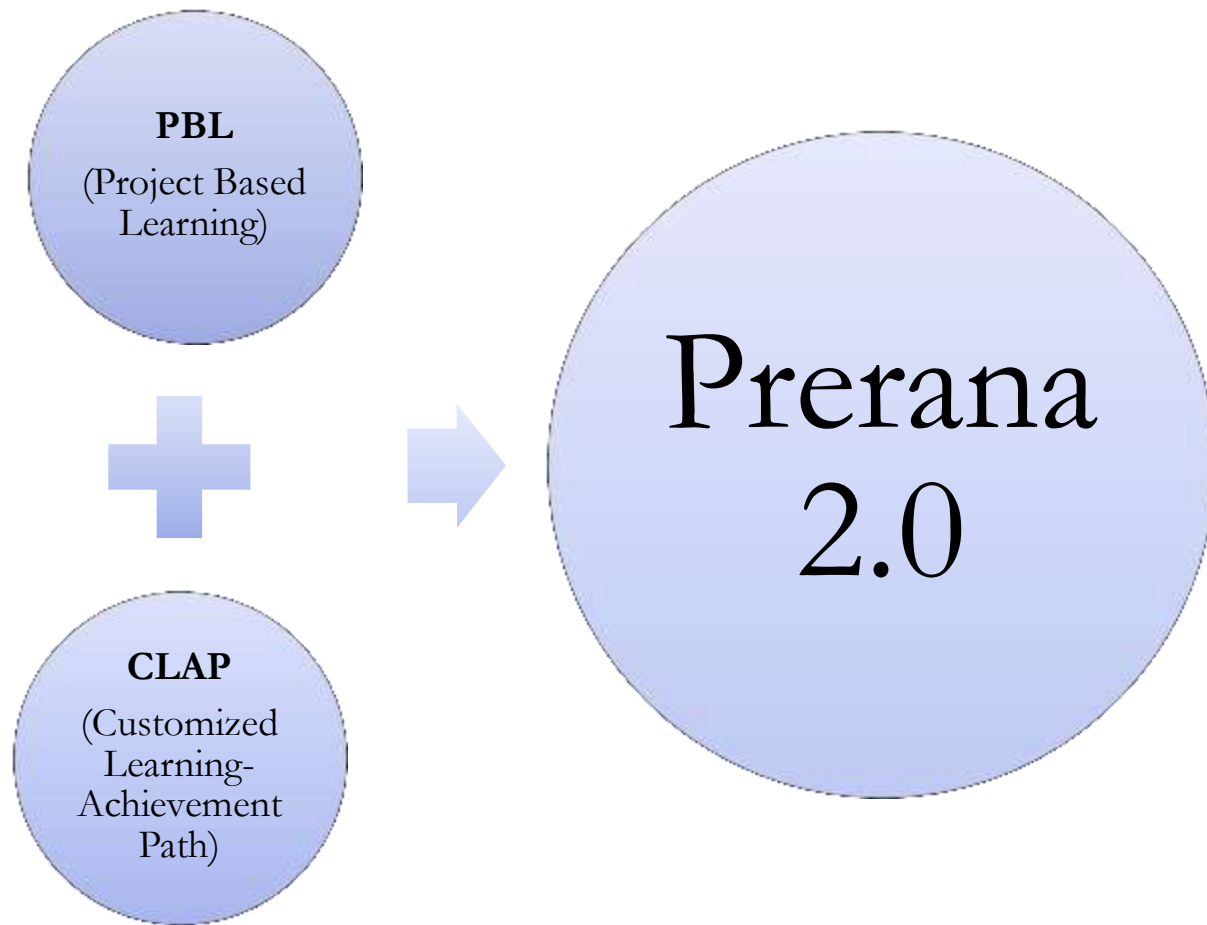 PBL
(Project Based
Learning)
CLAP
(Customized
Learning-
Achievement
Path)
Prerana
2.0